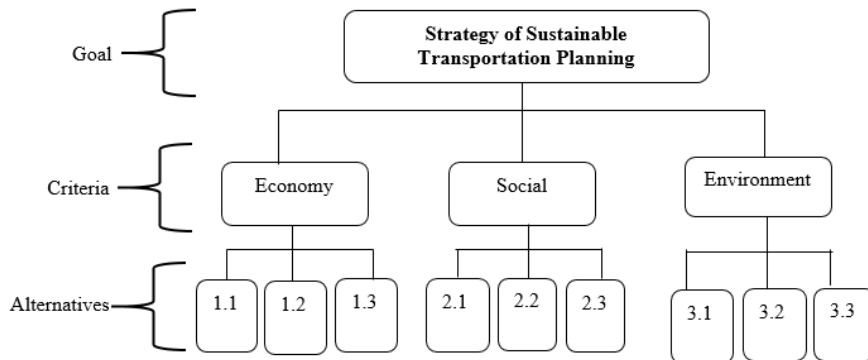 Goal
Strategy of Sustainable
Transportation Planning
Criteria
Economy
Social
Environment
Alternatives
1.1
1.2
1.3
2.1
2.2
2.3
3.1
3.2
3.3